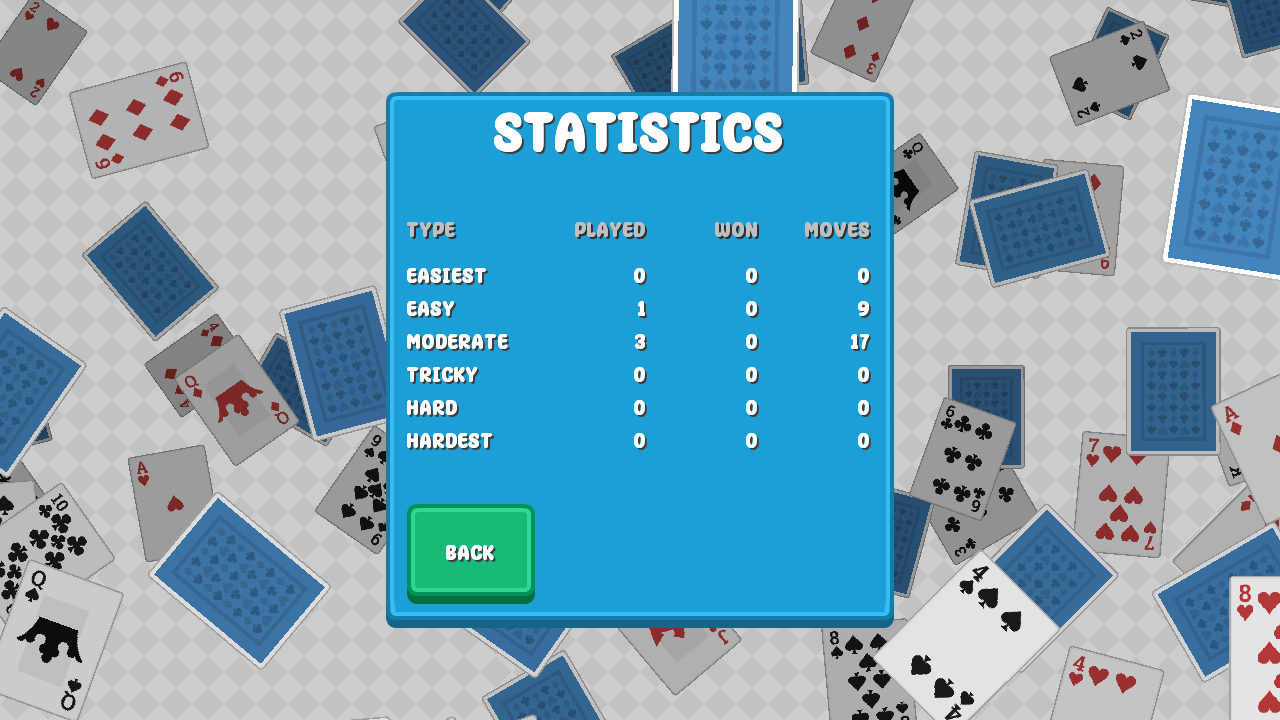 STATISTICS
TYPE PLAYED WON MOVES
EASIEST 0 0 0
EASY 1 0 9
MODERATE 3 0 17
TRICKY 0 0 0
HARD 0 0 0
HARDEST 0 0 0
BACK